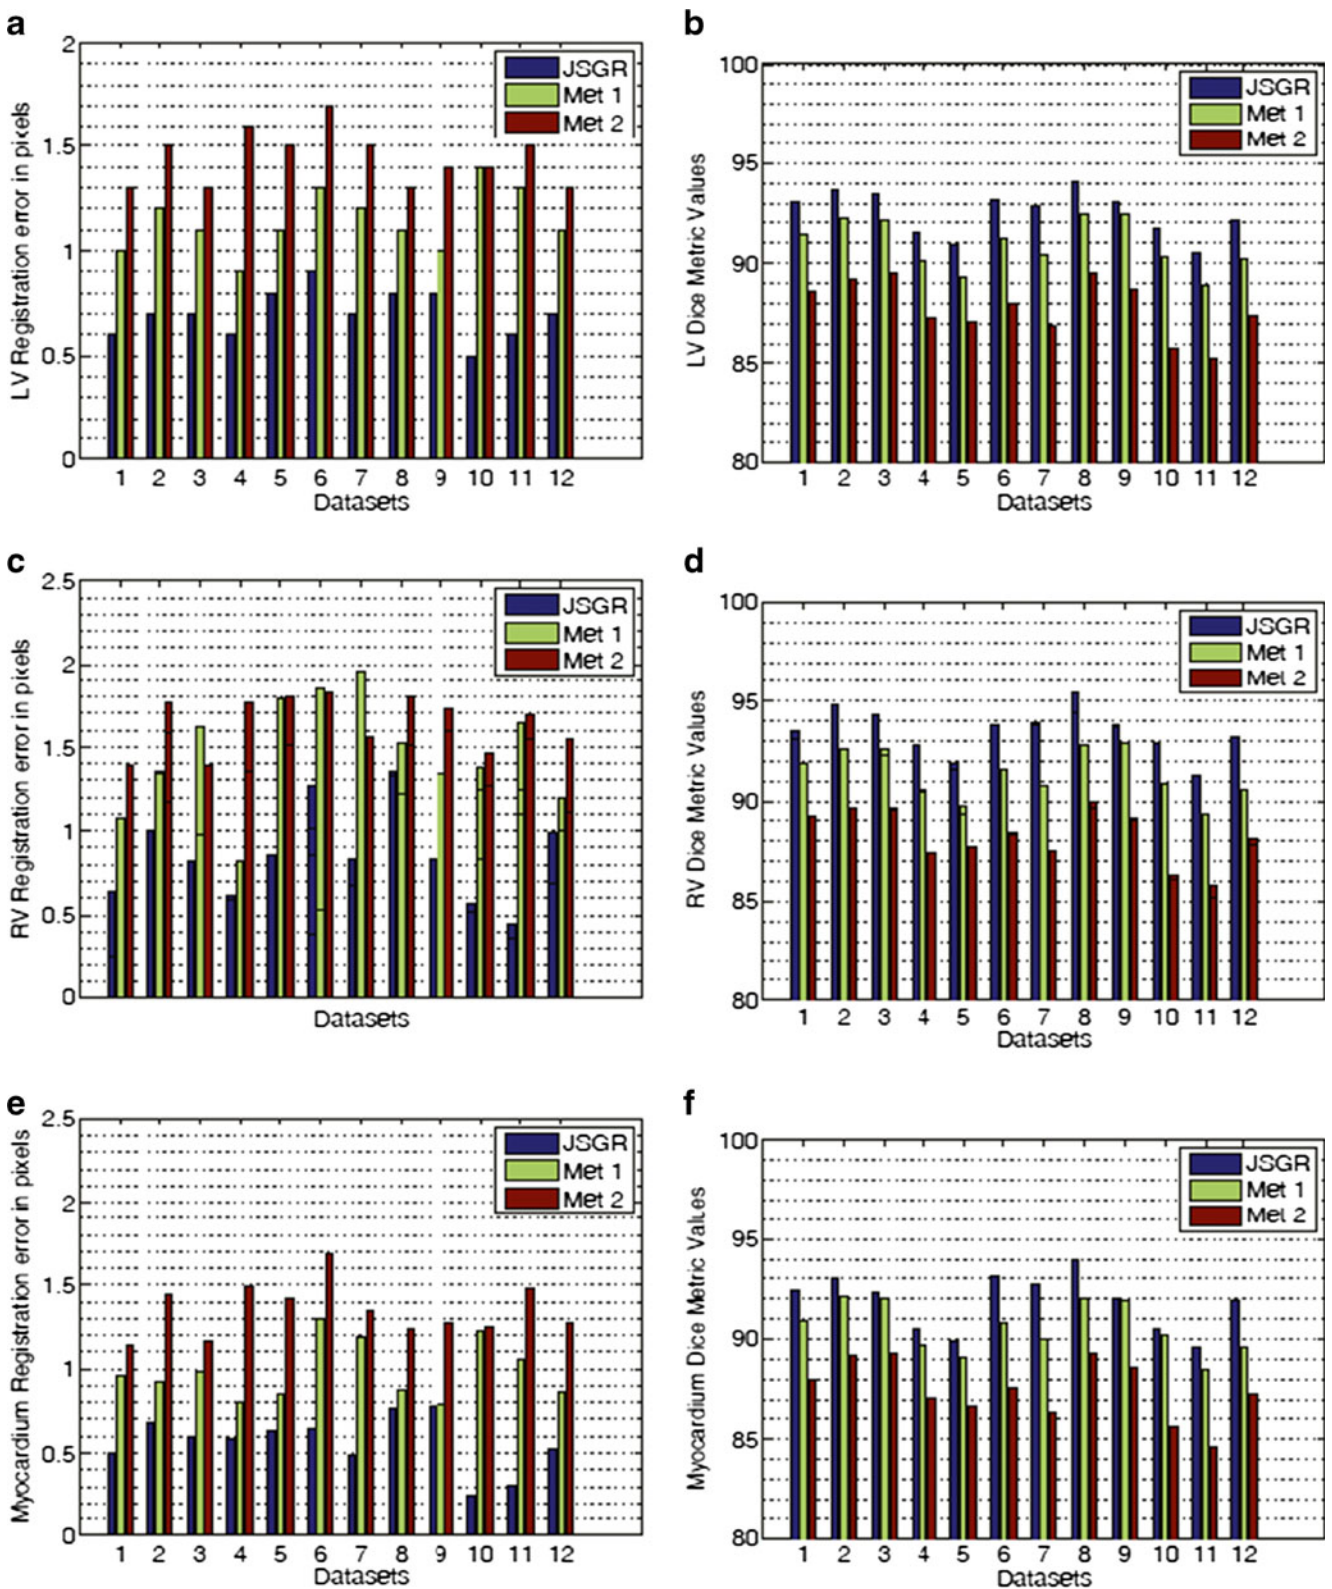 a
2
1.5
1
0.5
0
LV Registration error in pixels
JSGR
Met 1
Met 2
1 2 3 4 5 6 7 8 9 10 11 12
Datasets
b
100
95
90
85
80
LV Dice Metric Values
JSGR
Met 1
Met 2
1 2 3 4 5 6 7 8 9 10 11 12
Datasets
c
2.5
2
1.5
1
0.5
0
RV Registration error in pixels
JSGR
Met 1
Met 2
Datasets
d
100
95
90
85
80
RV Dice Metric Values
JSGR
Met 1
Met 2
1 2 3 4 5 6 7 8 9 10 11 12
Datasets
e
2.5
2
1.5
1
0.5
0
Myocardium Registration error in pixels
JSGR
Met 1
Met 2
1 2 3 4 5 6 7 8 9 10 11 12
Datasets
f
100
95
90
85
80
Myocardium Dice Metric Values
JSGR
Met 1
Met 2
1 2 3 4 5 6 7 8 9 10 11 12
Datasets